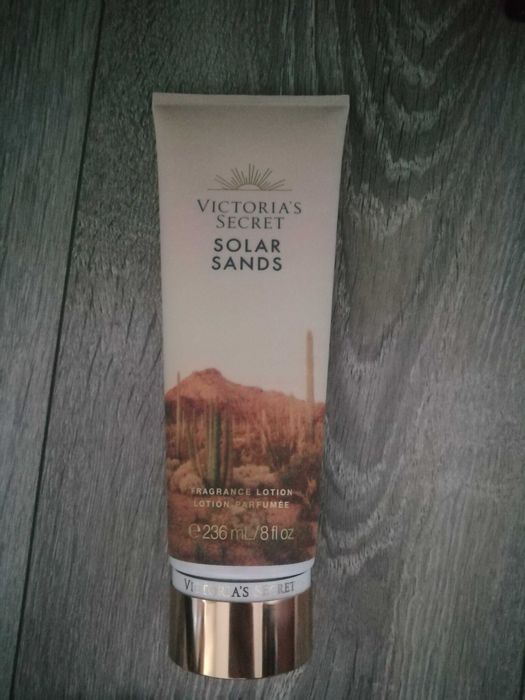 VICTORIA'S
SECRET
SOLAR
SANDS
FRAGRANCE LOTION
LOTION PARFUMÉE
℮ 236 mL/8 fl oz
VICTORIA'S SECRET